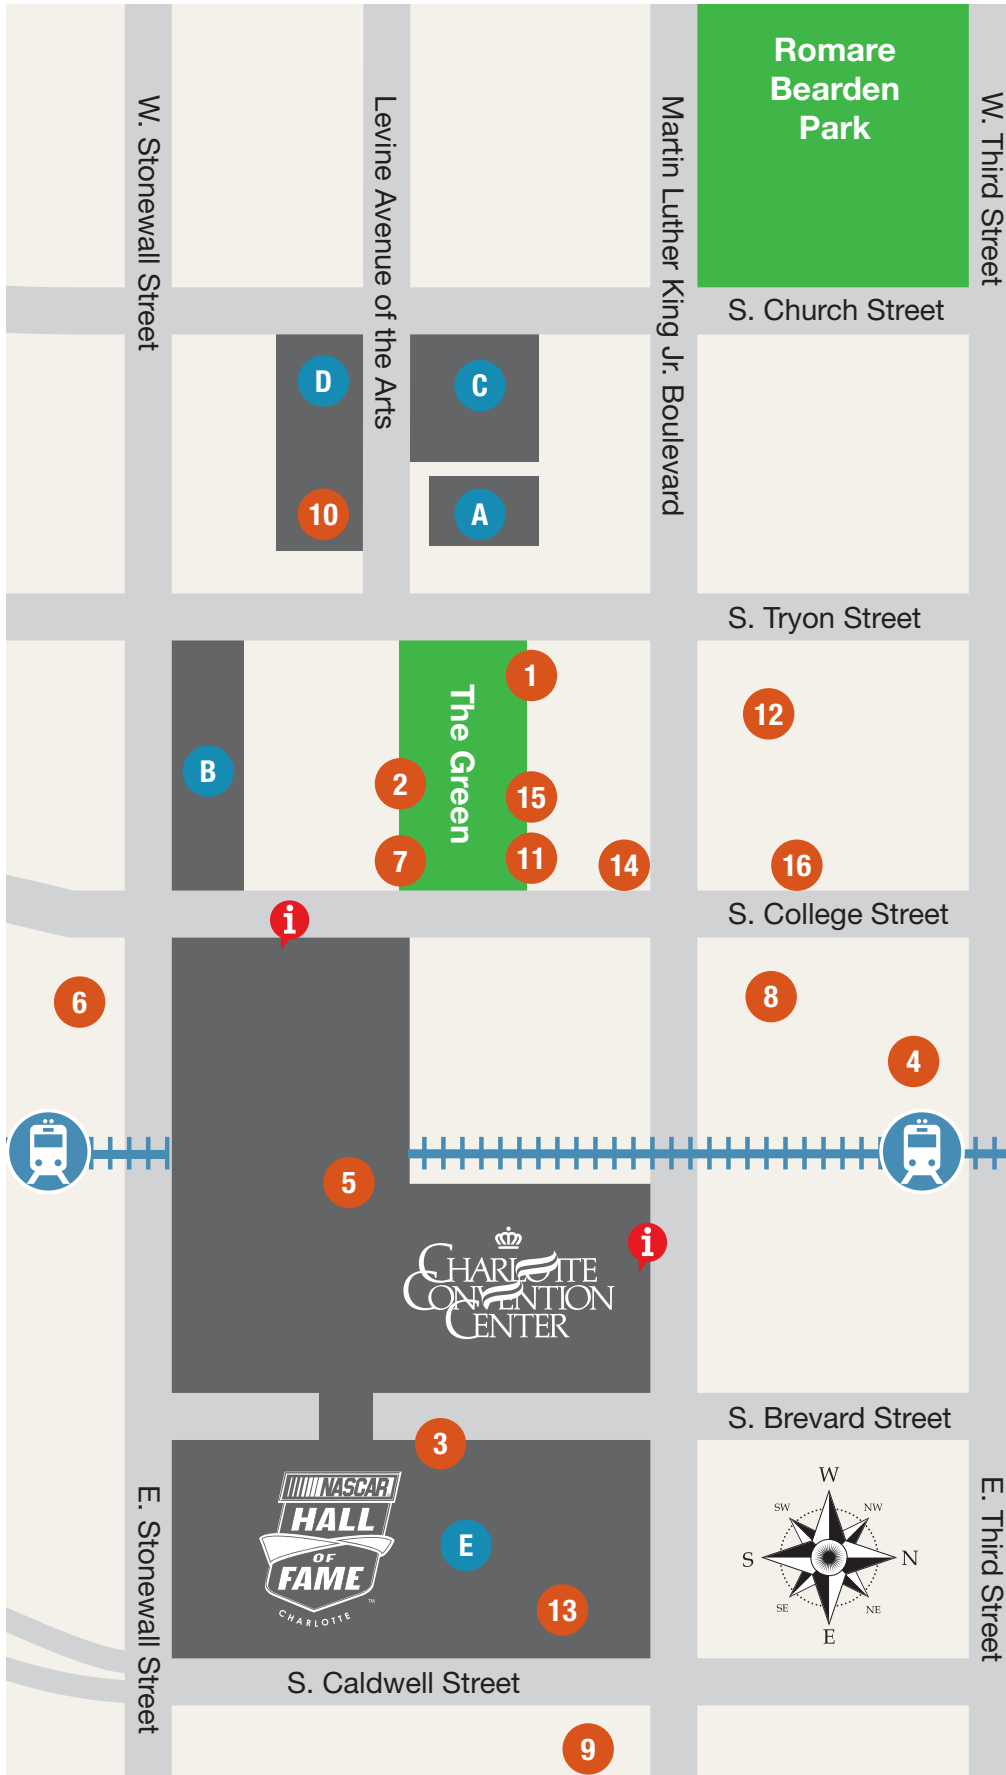 Romare
Bearden
Park
W. Stonewall Street
Levine Avenue of the Arts
Martin Luther King Jr. Boulevard
W. Third Street
S. Church Street
D
C
10
A
S. Tryon Street
The Green
1
12
B
2
15
7
11
14
16
S. College Street
i
6
8
4
5
i
CHARLOTTE
CONVENTION
CENTER
S. Brevard Street
3
NASCAR
HALL
OF
FAME
CHARLOTTE
TM
E
13
W
SW
NW
S
N
SE
NE
E
E. Stonewall Street
E. Third Street
S. Caldwell Street
9